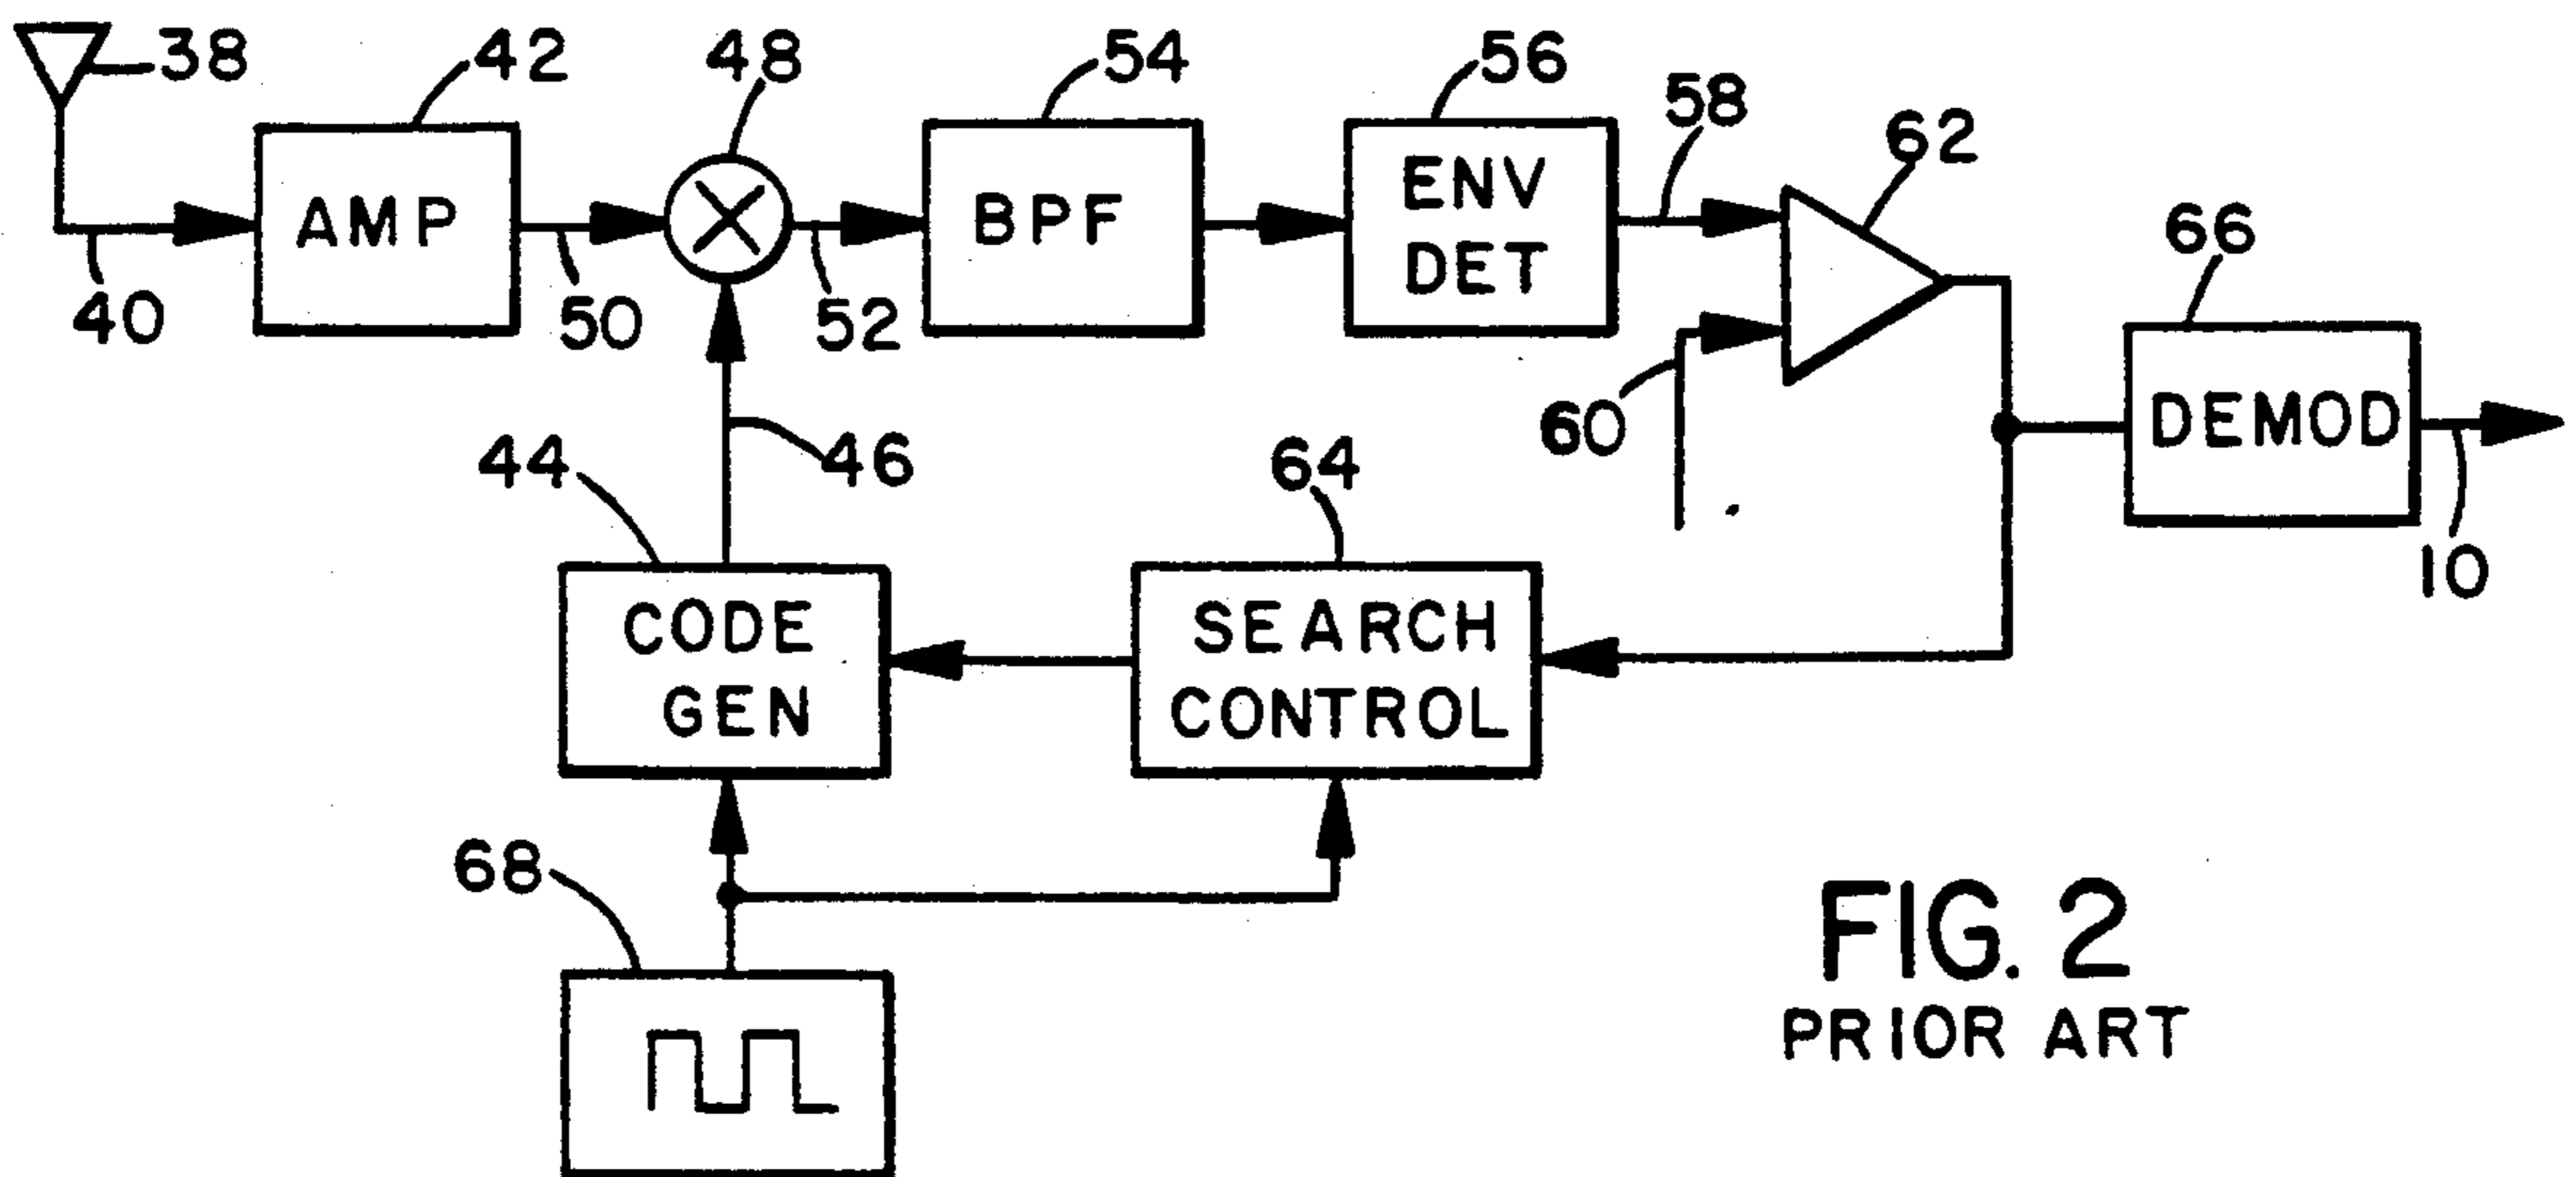 38
42
48
54
56
58
62
AMP
BPF
ENV
DET
66
40
50
52
60
DEMOD
44
46
64
10
CODE
GEN
SEARCH
CONTROL
68
FIG. 2
PRIOR ART